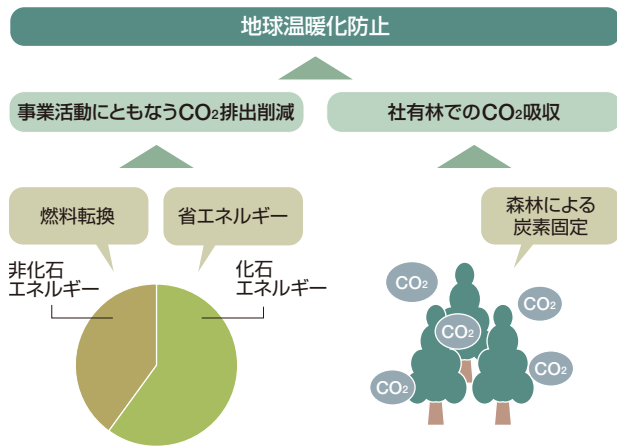 地球温暖化防止
事業活動にともなうCO₂排出削減
社有林でのCO₂吸収
燃料転換
省エネルギー
森林による
炭素固定
非化石
エネルギー
化石
エネルギー
CO₂
CO₂
CO₂
CO₂
CO₂